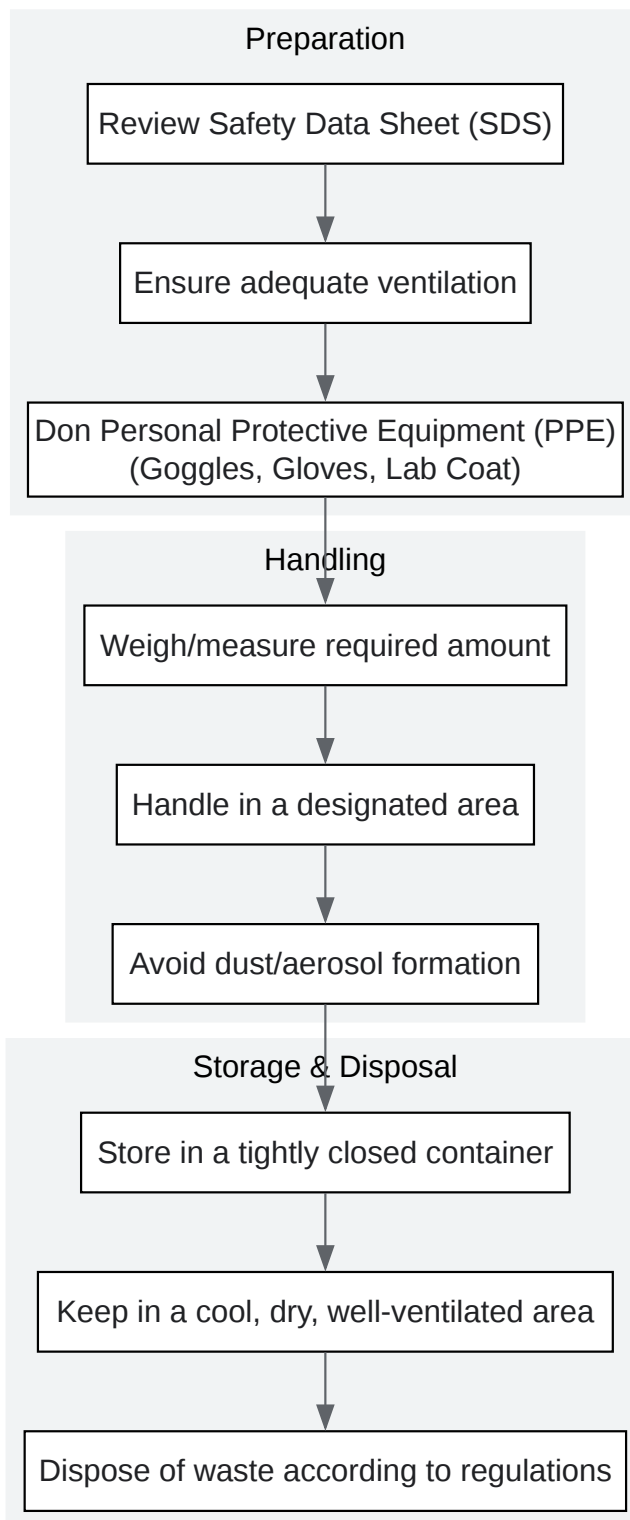 Preparation
Review Safety Data Sheet (SDS)
Ensure adequate ventilation
Don Personal Protective Equipment (PPE)
(Goggles, Gloves, Lab Coat)
Handling
Weigh/measure required amount
Handle in a designated area
Avoid dust/aerosol formation
Storage & Disposal
Store in a tightly closed container
Keep in a cool, dry, well-ventilated area
Dispose of waste according to regulations